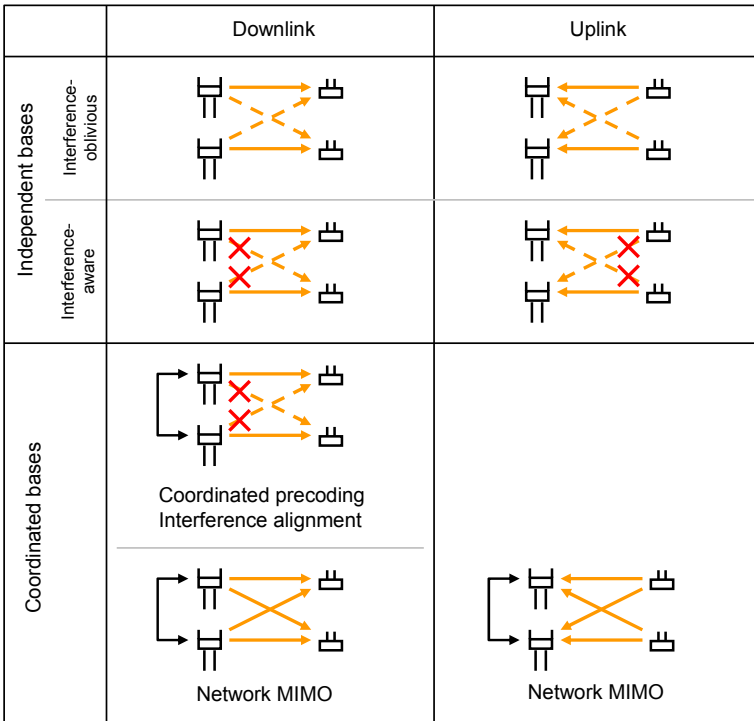 Downlink
Uplink
Independent bases
Interference-
oblivious
Interference-
aware
Coordinated bases
Coordinated precoding
Interference alignment
Network MIMO
Network MIMO